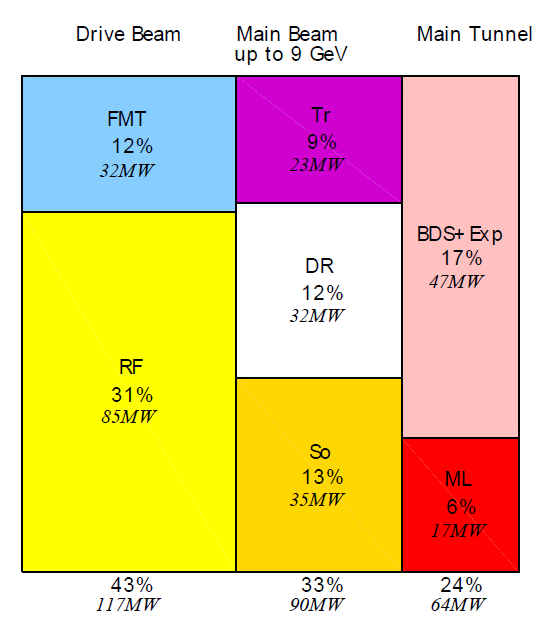 Drive Beam
Main Beam
up to 9 GeV
Main Tunnel
FMT
12%
32MW
RF
31%
85MW
Tr
9%
23MW
DR
12%
32MW
So
13%
35MW
BDS+Exp
17%
47MW
ML
6%
17MW
43%
117MW
33%
90MW
24%
64MW